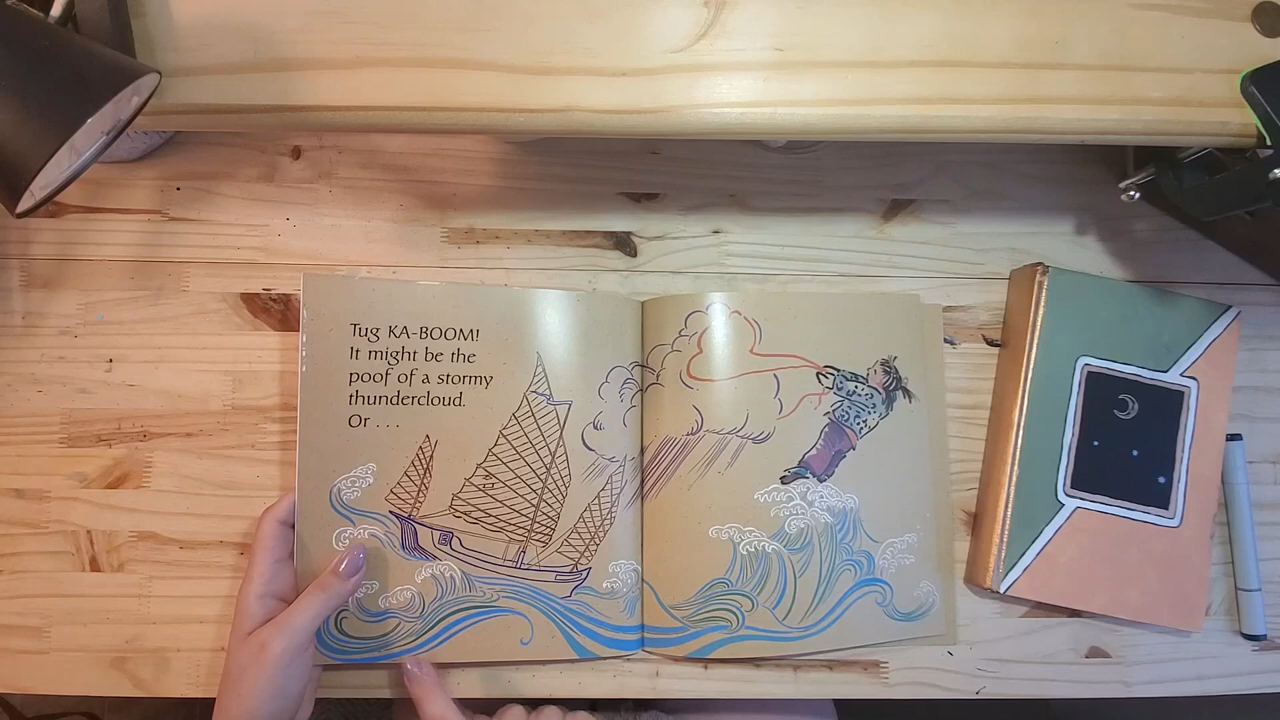 Tug KA-BOOM!
It might be the
poof of a stormy
thundercloud.
Or . . .